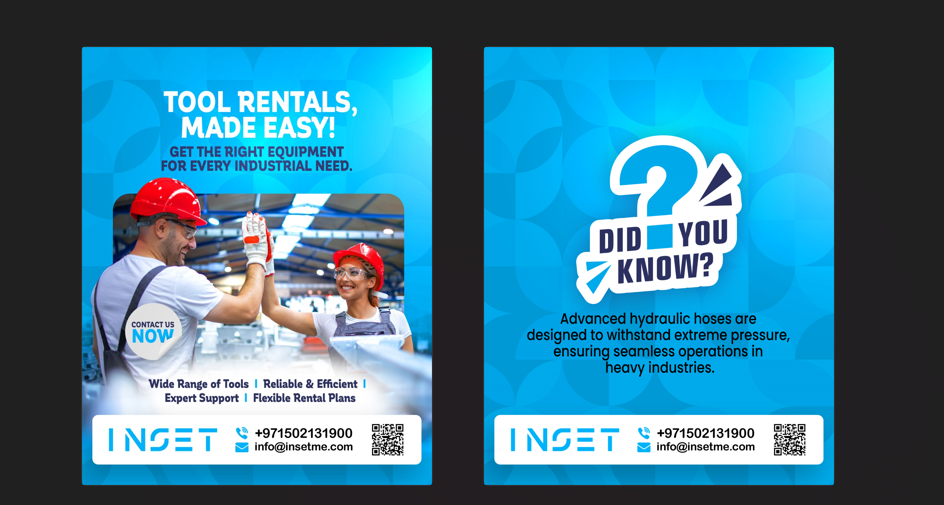 TOOL RENTALS,
MADE EASY!
GET THE RIGHT EQUIPMENT
FOR EVERY INDUSTRIAL NEED.
CONTACT US
NOW
Wide Range of Tools I Reliable & Efficient I
Expert Support I Flexible Rental Plans
INSET
+971502131900
info@insetme.com
?
DID YOU
KNOW?
Advanced hydraulic hoses are
designed to withstand extreme pressure,
ensuring seamless operations in
heavy industries.
INSET
+971502131900
info@insetme.com